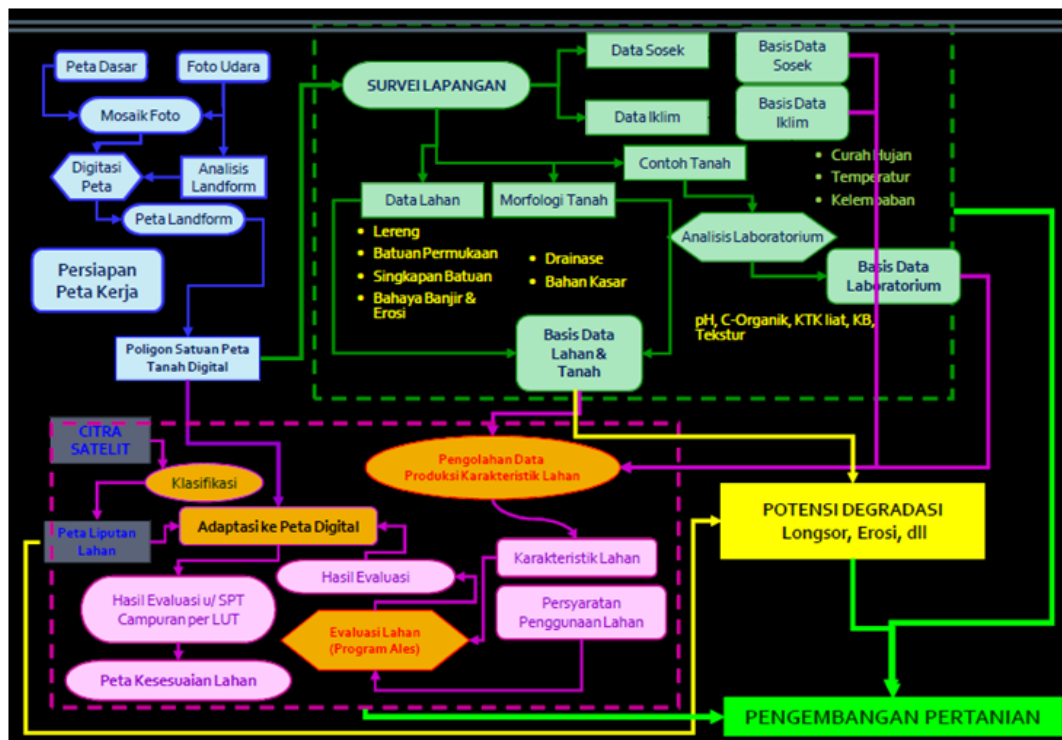 Peta Dasar
Foto Udara
Mosaik Foto
Digitasi
Peta
Analisis
Landform
Peta Landform
Persiapan
Peta Kerja
Poligon Satuan Peta
Tanah Digital
SURVEI LAPANGAN
Data Sosek
Data Iklim
Basis Data
Sosek
Basis Data
Iklim
• Curah Hujan
• Temperatur
• Kelembaban
Contoh Tanah
Data Lahan
Morfologi Tanah
Analisis Laboratorium
• Lereng
• Batuan Permukaan
• Singkapan Batuan
• Bahaya Banjir &
Erosi
• Drainase
• Bahan Kasar
Basis Data
Laboratorium
pH, C-Organik, KTK liat, KB,
Tekstur
Basis Data
Lahan &
Tanah
CITRA
SATELIT
Klasifikasi
Peta Liputan
Lahan
Adaptasi ke Peta Digital
Pengolahan Data
Produksi Karakteristik Lahan
Hasil Evaluasi
Karakteristik Lahan
Hasil Evaluasi u/ SPT
Campuran per LUT
Evaluasi Lahan
(Program Ales)
Persyaratan
Penggunaan Lahan
Peta Kesesuaian Lahan
POTENSI DEGRADASI
Longsor, Erosi, dll
PENGEMBANGAN PERTANIAN